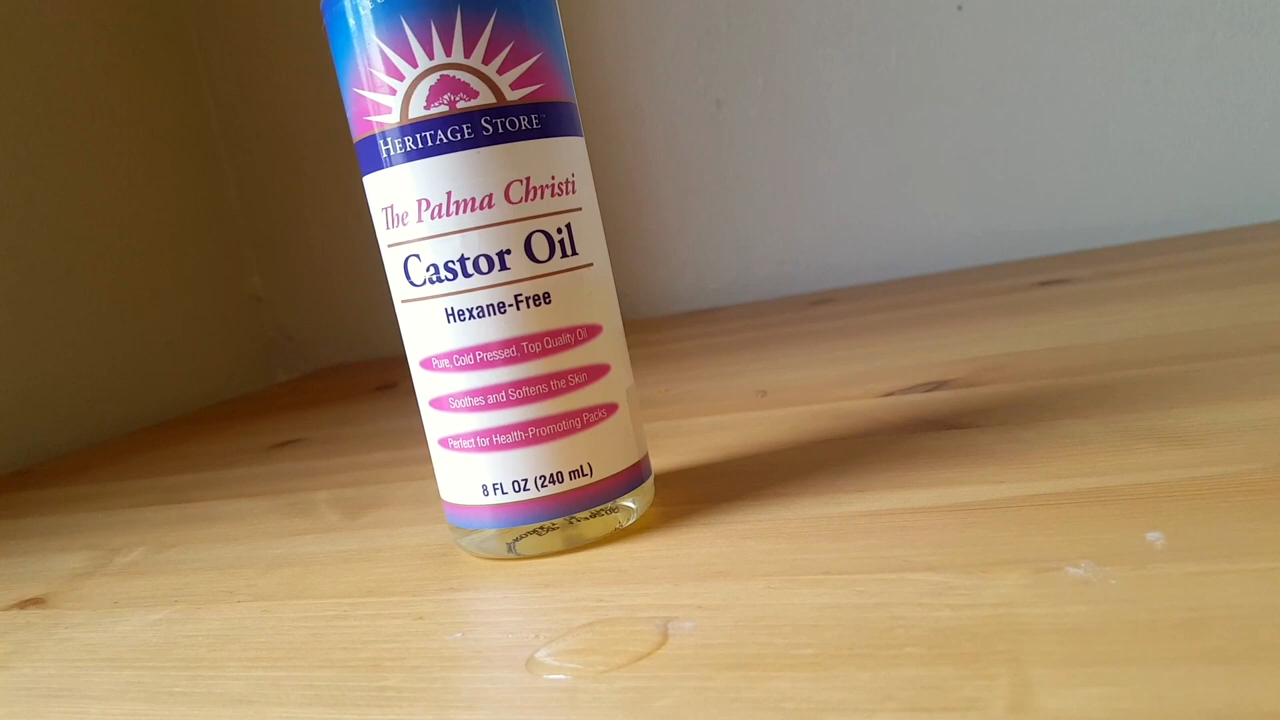 HERITAGE STORE™
The Palma Christi
Castor Oil
Hexane-Free
Pure, Cold Pressed, Top Quality Oil
Soothes and Softens the Skin
Perfect for Health-Promoting Packs
8 FL OZ (240 mL)